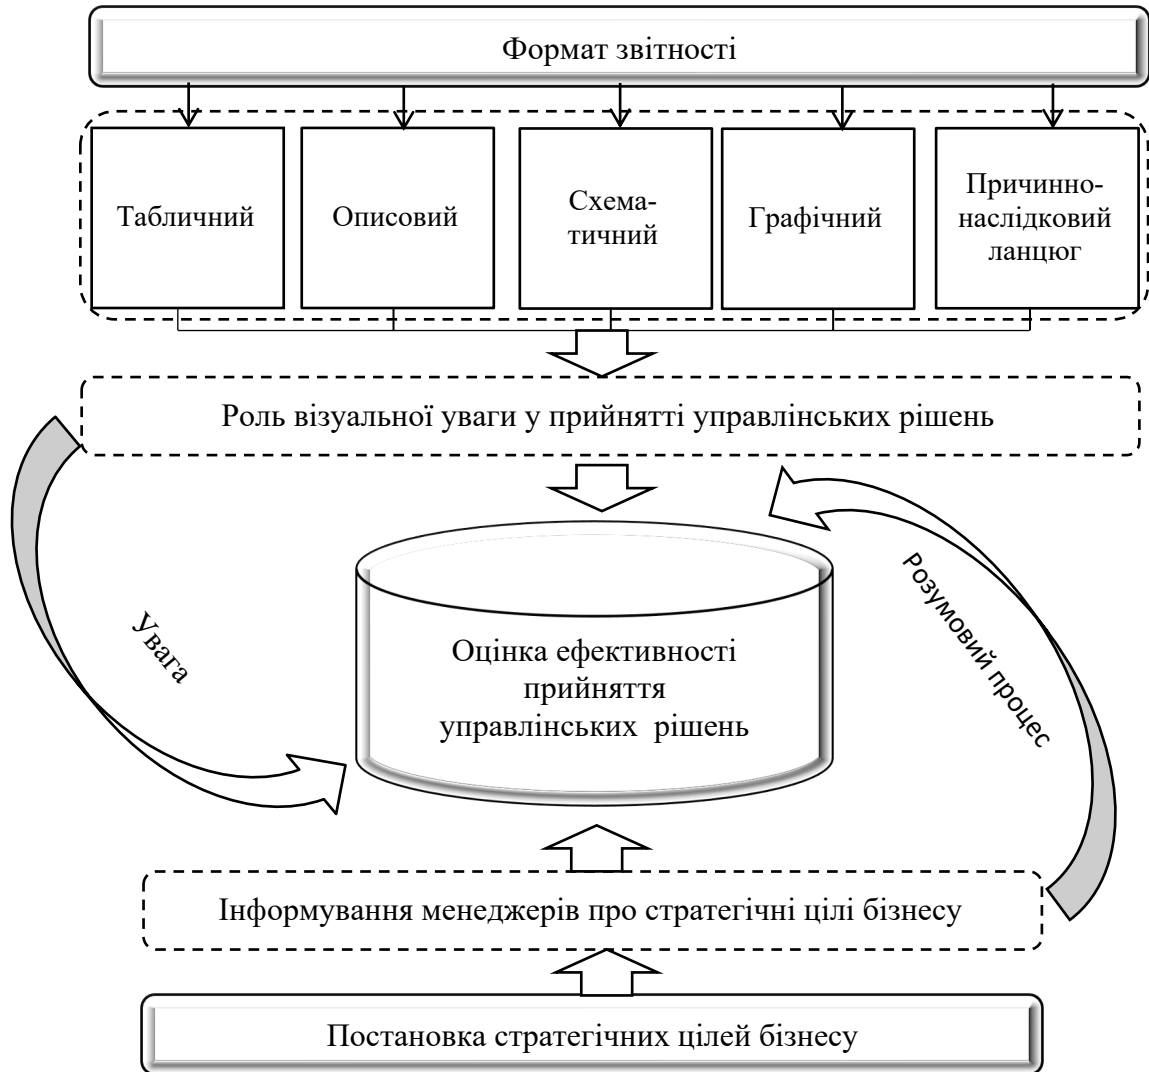 Формат звітності
Табличний
Описовий
Схема-
тичний
Графічний
Причинно-
наслідковий
ланцюг
Роль візуальної уваги у прийнятті управлінських рішень
Увага
Розумовий процес
Оцінка ефективності
прийняття
управлінських рішень
Інформування менеджерів про стратегічні цілі бізнесу
Постановка стратегічних цілей бізнесу